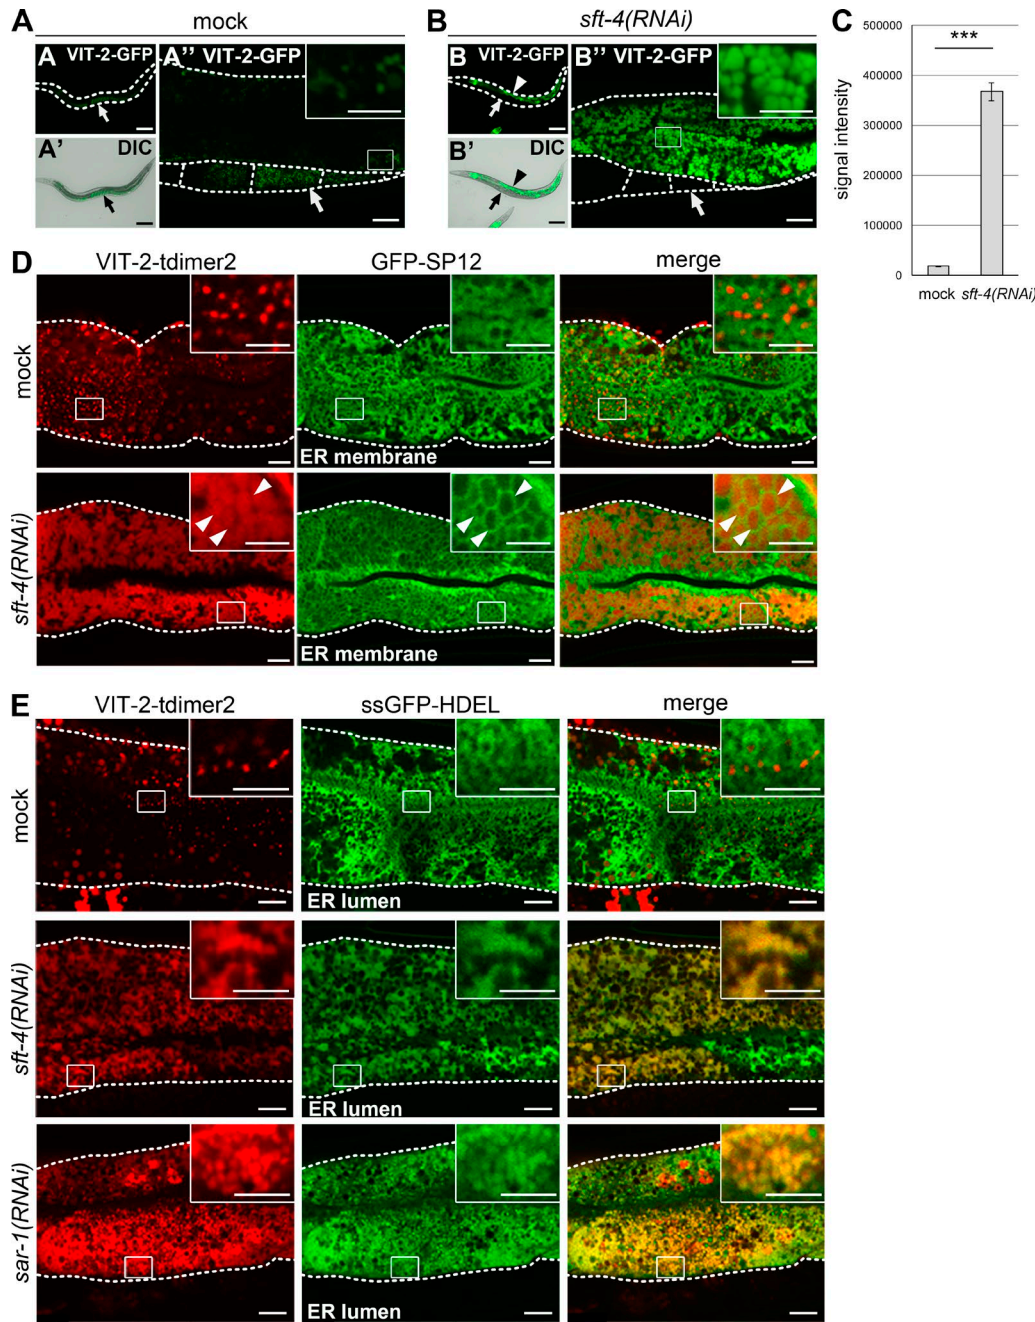 A
mock
A VIT-2-GFP
A'' VIT-2-GFP
A' DIC
B
sft-4(RNAi)
B VIT-2-GFP
B'' VIT-2-GFP
B' DIC
C
500000
400000
300000
200000
100000
0
signal intensity
***
mock sft-4(RNAi)
D
VIT-2-tdimer2 GFP-SP12 merge
mock
ER membrane
sft-4(RNAi)
ER membrane
E
VIT-2-tdimer2 ssGFP-HDEL merge
mock
ER lumen
sft-4(RNAi)
ER lumen
sar-1(RNAi)
ER lumen